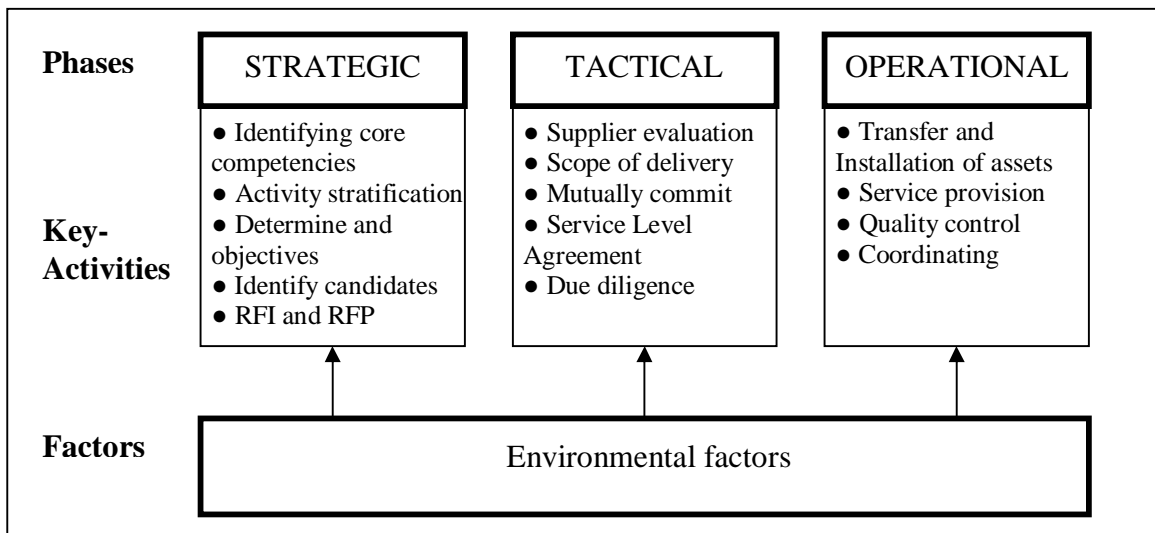 Phases
STRATEGIC
TACTICAL
OPERATIONAL
Key-
Activities
● Identifying core
competencies
● Activity stratification
● Determine and
objectives
● Identify candidates
● RFI and RFP
● Supplier evaluation
● Scope of delivery
● Mutually commit
● Service Level
Agreement
● Due diligence
● Transfer and
Installation of assets
● Service provision
● Quality control
● Coordinating
Factors
Environmental factors